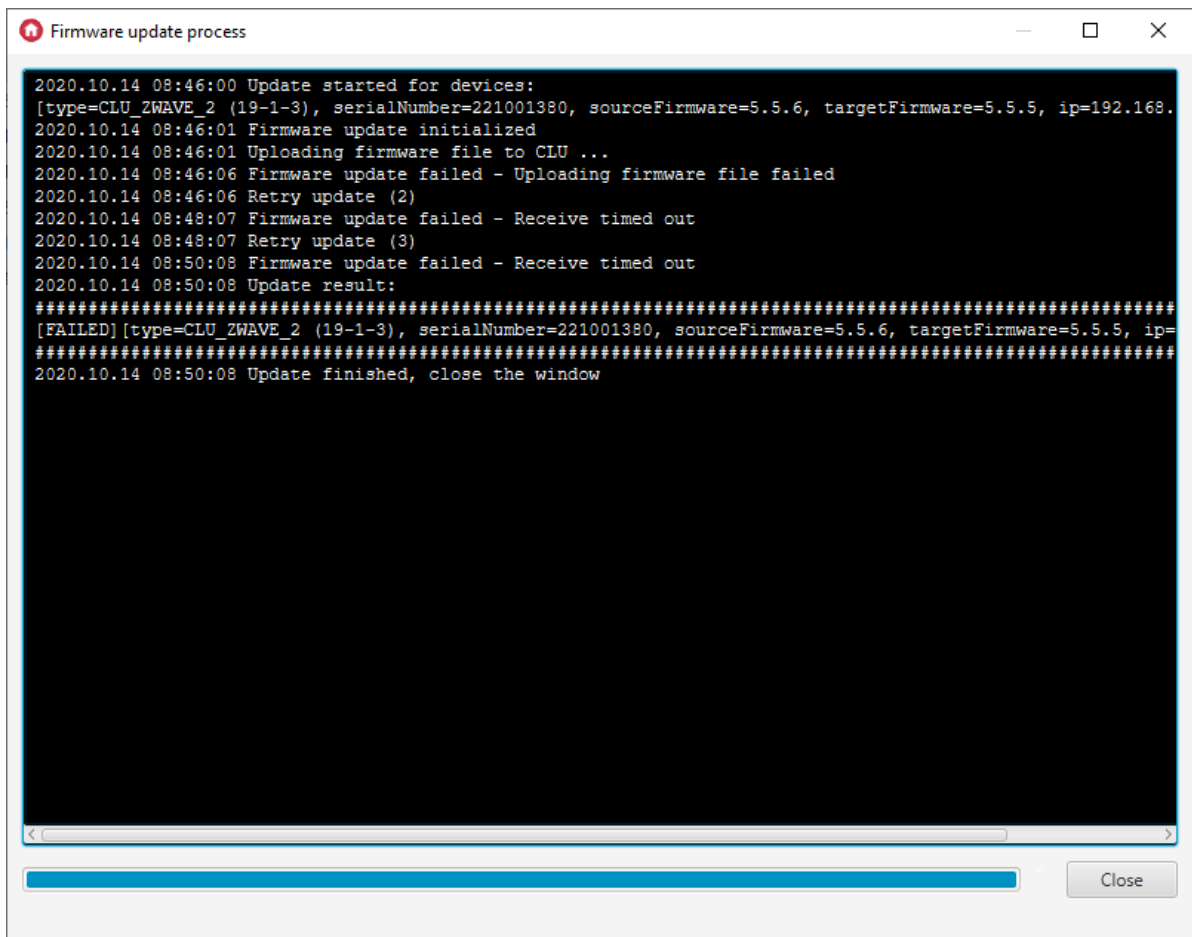 Firmware update process
2020.10.14 08:46:00 Update started for devices:
[type=CLU_ZWAVE_2 (19-1-3), serialNumber=221001380, sourceFirmware=5.5.6, targetFirmware=5.5.5, ip=192.168.
2020.10.14 08:46:01 Firmware update initialized
2020.10.14 08:46:01 Uploading firmware file to CLU ...
2020.10.14 08:46:06 Firmware update failed - Uploading firmware file failed
2020.10.14 08:46:06 Retry update (2)
2020.10.14 08:48:07 Firmware update failed - Receive timed out
2020.10.14 08:48:07 Retry update (3)
2020.10.14 08:50:08 Firmware update failed - Receive timed out
2020.10.14 08:50:08 Update result:
###########################################################################################################
[FAILED][type=CLU_ZWAVE_2 (19-1-3), serialNumber=221001380, sourceFirmware=5.5.6, targetFirmware=5.5.5, ip=
###########################################################################################################
2020.10.14 08:50:08 Update finished, close the window
Close